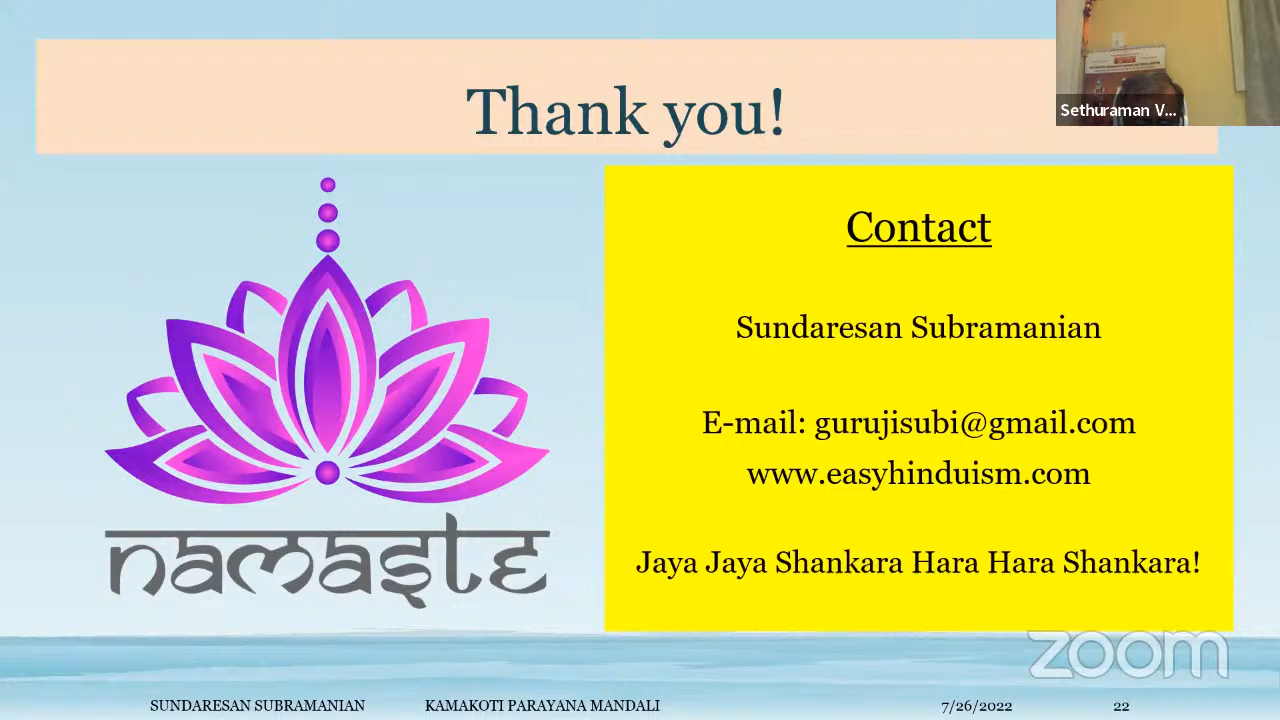 Thank you!
Sethuraman V...
Contact
Sundaresan Subramanian
E-mail: gurujisubi@gmail.com
www.easyhinduism.com
Jaya Jaya Shankara Hara Hara Shankara!
namaste
zoom
SUNDARESAN SUBRAMANIAN KAMAKOTI PARAYANA MANDALI 7/26/2022 22